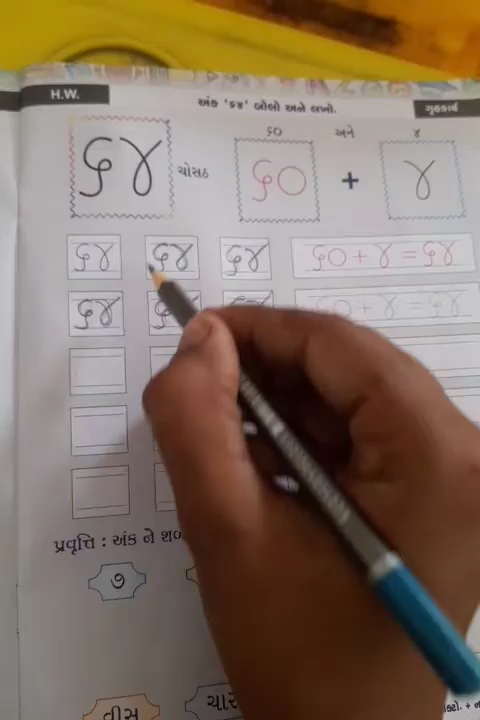 H.W.
અંક '૬૪' બોલો અને લખો.
ગૃહકાર્ય
૬૪ ચોસઠ
૬૦ અને ૪
૬૦ + ૪
૬૪ ૬૪ ૬૪ ૬૦ + ૪ = ૬૪
૬૪ ૬૦ + ૪ = ૬૪
પ્રવૃત્તિ : અંક ને
૭
વીસ